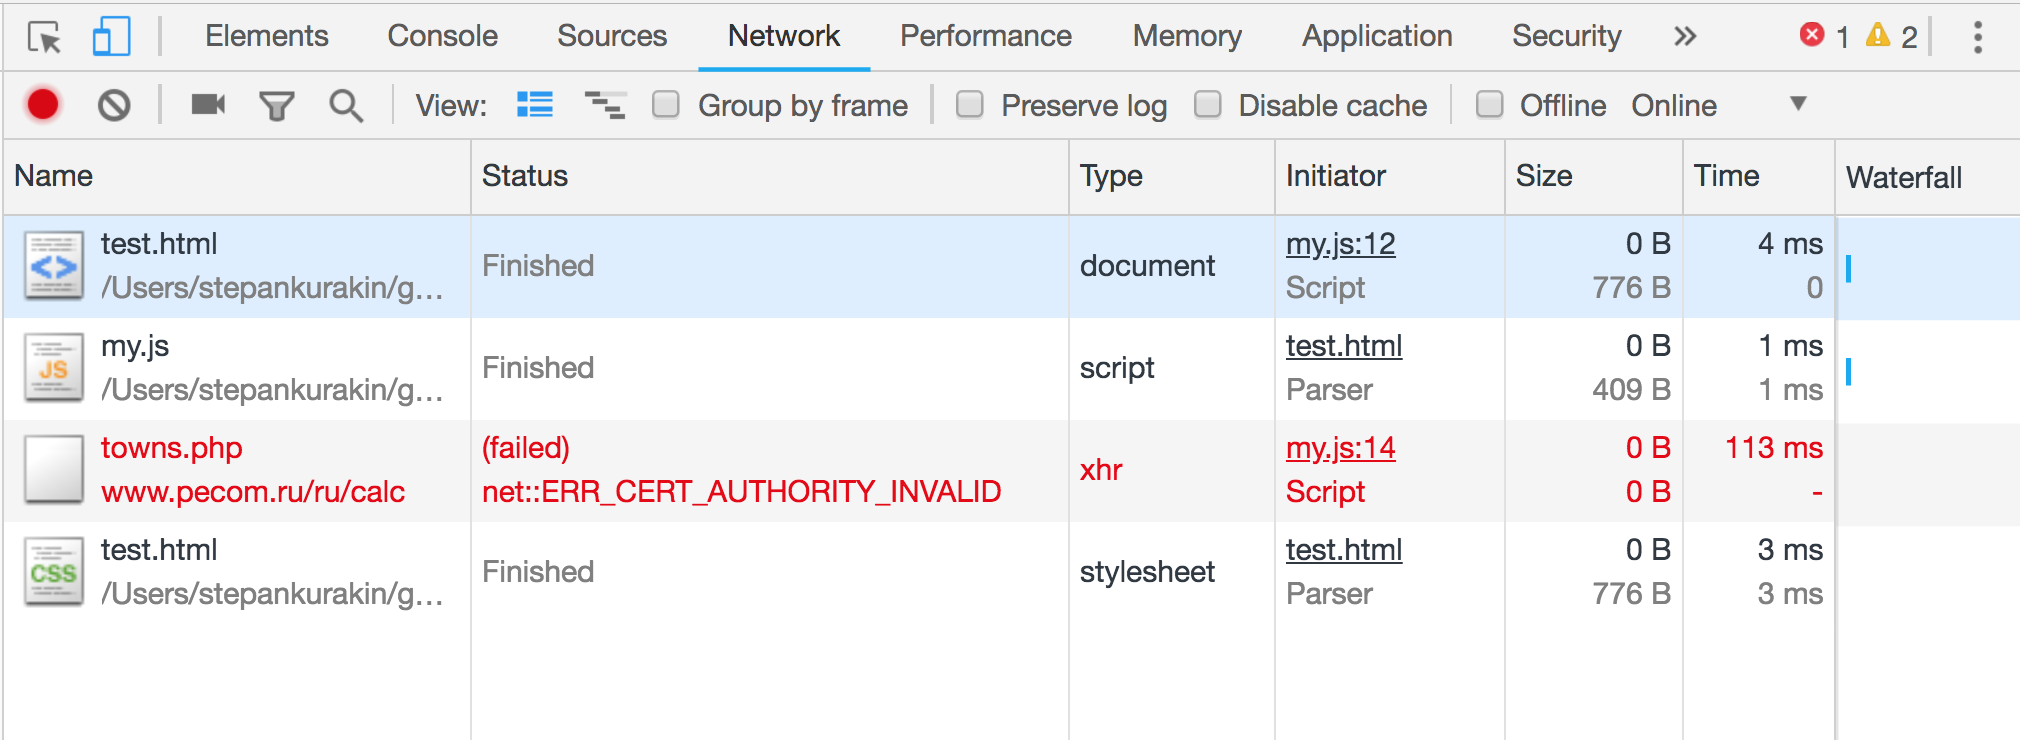 Elements Console Sources Network Performance Memory Application Security » 1 2
View: Group by frame Preserve log Disable cache Offline Online
Name Status Type Initiator Size Time Waterfall
test.html my.js:12 0 B 4 ms
<> Finished document
/Users/stepankurakin/g... Script 776 B 0
my.js test.html 0 B 1 ms
JS Finished script
/Users/stepankurakin/g... Parser 409 B 1 ms
towns.php (failed) my.js:14 0 B 113 ms
xhr
www.pecom.ru/ru/calc net::ERR_CERT_AUTHORITY_INVALID Script 0 B -
test.html test.html 0 B 3 ms
CSS Finished stylesheet
/Users/stepankurakin/g... Parser 776 B 3 ms